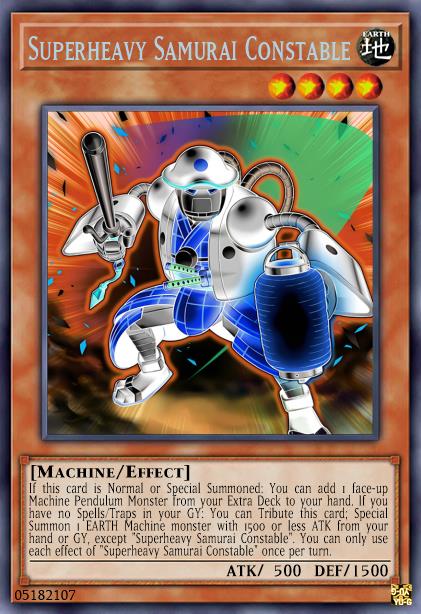 Superheavy Samurai Constable
EARTH
地
[Machine/Effect]
If this card is Normal or Special Summoned: You can add 1 face-up
Machine Pendulum Monster from your Extra Deck to your hand. If you
have no Spells/Traps in your GY: You can Tribute this card; Special
Summon 1 EARTH Machine monster with 1500 or less ATK from your
hand or GY, except "Superheavy Samurai Constable". You can only use
each effect of "Superheavy Samurai Constable" once per turn.
ATK/ 500 DEF/1500
05182107